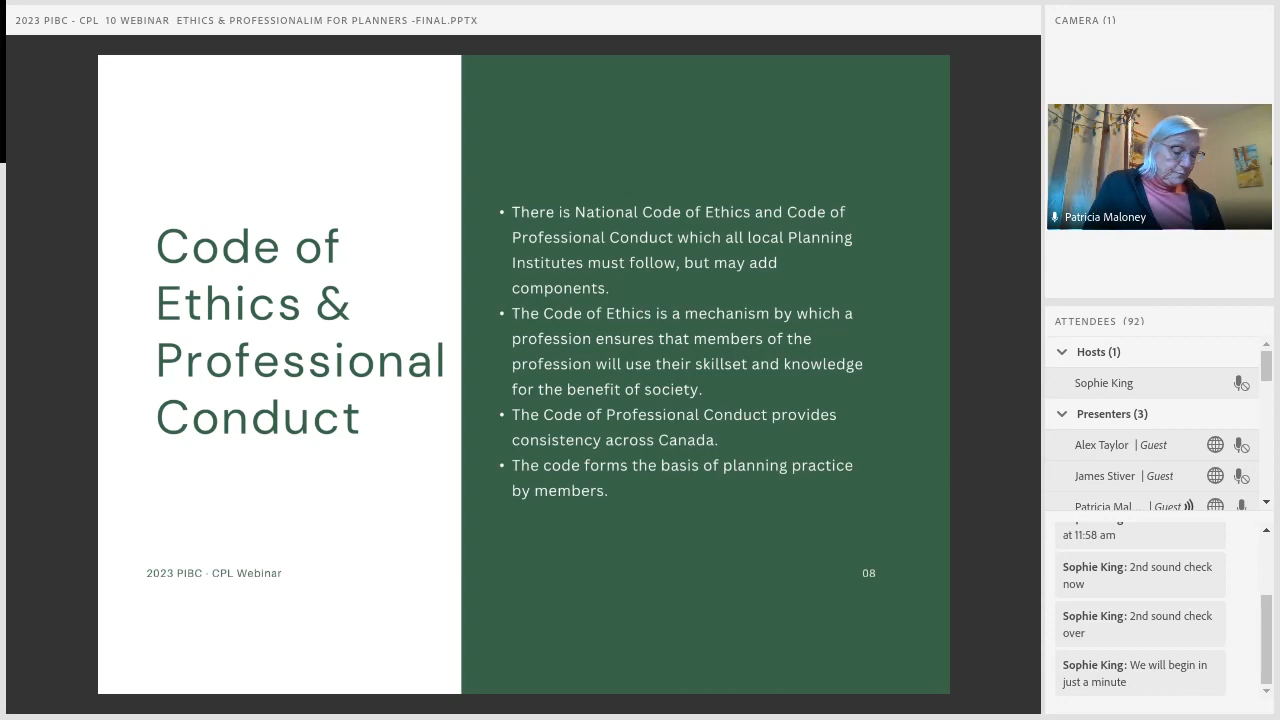 2023 PIBC - CPL 10 WEBINAR ETHICS & PROFESSIONALIM FOR PLANNERS -FINAL.PPTX
Code of
Ethics &
Professional
Conduct
2023 PIBC · CPL Webinar
• There is National Code of Ethics and Code of
Professional Conduct which all local Planning
Institutes must follow, but may add
components.
• The Code of Ethics is a mechanism by which a
profession ensures that members of the
profession will use their skillset and knowledge
for the benefit of society.
• The Code of Professional Conduct provides
consistency across Canada.
• The code forms the basis of planning practice
by members.
08
CAMERA (1)
Patricia Maloney
ATTENDEES (92)
Hosts (1)
Sophie King
Presenters (3)
Alex Taylor | Guest
James Stiver | Guest
Patricia Mal... | Guest
at 11:58 am
Sophie King: 2nd sound check
now
Sophie King: 2nd sound check
over
Sophie King: We will begin in
just a minute